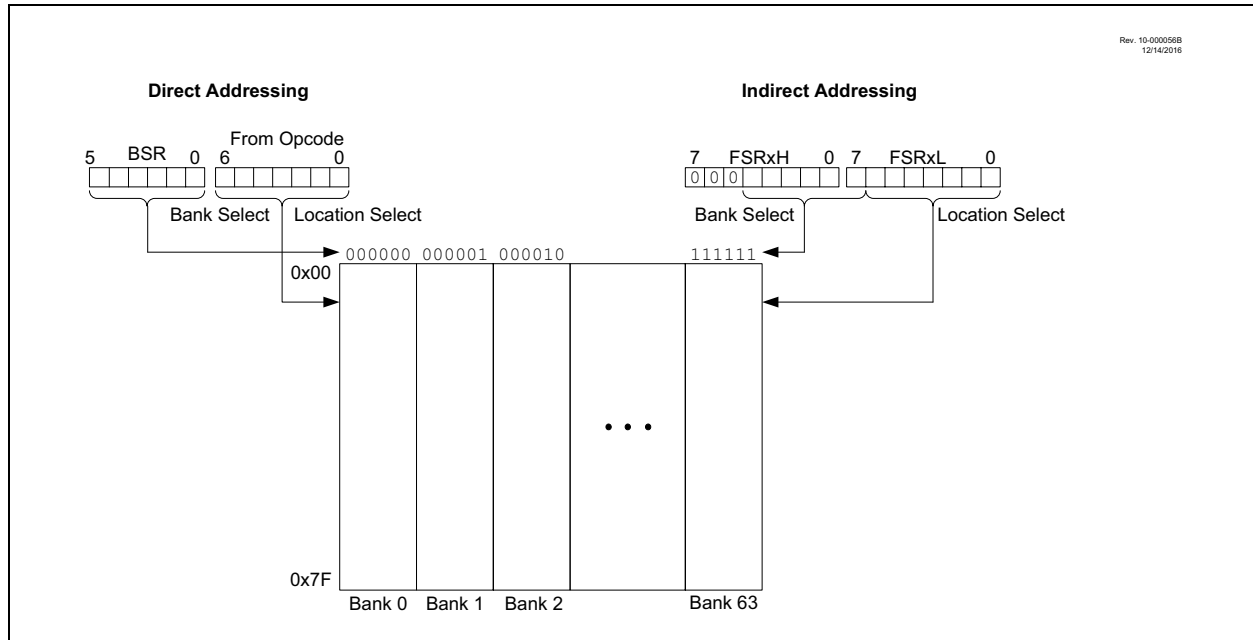 Rev. 10-000056B
12/14/2016
Direct Addressing
Indirect Addressing
From Opcode
5 BSR 0 6 0
7 FSRxH 0 7 FSRxL 0
0 0 0
Bank Select Location Select
Bank Select Location Select
000000 000001 000010 111111
0x00
0x7F
Bank 0 Bank 1 Bank 2 Bank 63